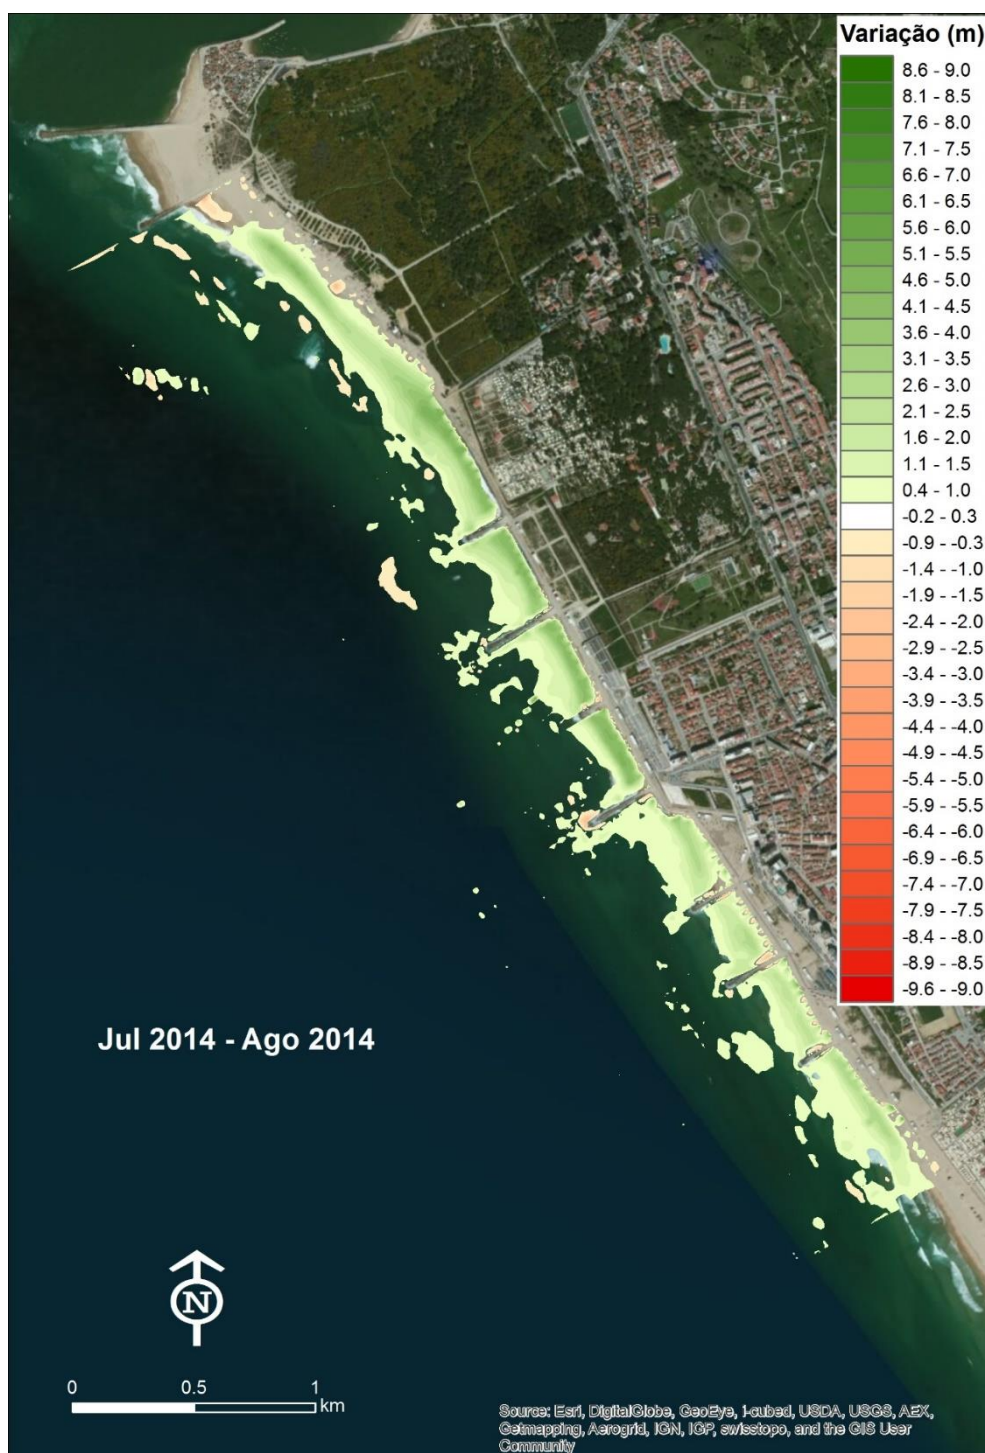 Variação (m)
8.6 - 9.0
8.1 - 8.5
7.6 - 8.0
7.1 - 7.5
6.6 - 7.0
6.1 - 6.5
5.6 - 6.0
5.1 - 5.5
4.6 - 5.0
4.1 - 4.5
3.6 - 4.0
3.1 - 3.5
2.6 - 3.0
2.1 - 2.5
1.6 - 2.0
1.1 - 1.5
0.4 - 1.0
-0.2 - 0.3
-0.9 - -0.3
-1.4 - -1.0
-1.9 - -1.5
-2.4 - -2.0
-2.9 - -2.5
-3.4 - -3.0
-3.9 - -3.5
-4.4 - -4.0
-4.9 - -4.5
-5.4 - -5.0
-5.9 - -5.5
-6.4 - -6.0
-6.9 - -6.5
-7.4 - -7.0
-7.9 - -7.5
-8.4 - -8.0
-8.9 - -8.5
-9.6 - -9.0
Jul 2014 - Ago 2014
N
0 0.5 1
km
Source: Esri, DigitalGlobe, GeoEye, i-cubed, USDA, USGS, AEX,
Getmapping, Aerogrid, IGN, IGP, swisstopo, and the GIS User
Community